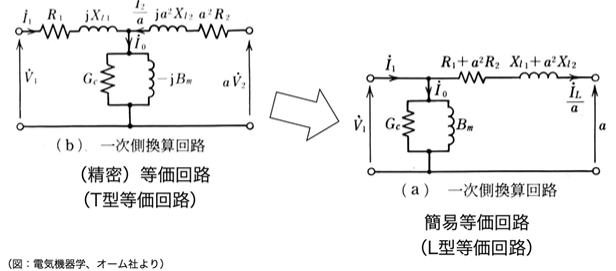 İ₁ R₁ jXₗ₁ İ₂/a ja²Xₗ₂ a²R₂
İ₀
V̇₁ G꜀ −jBₘ aV̇₂
(b) 一次側換算回路
(精密)等価回路
(T型等価回路)
İ₁ R₁+a²R₂ Xₗ₁+a²Xₗ₂
İ₀ İL/a
V̇₁ G꜀ Bₘ a
(a) 一次側換算回路
簡易等価回路
(L型等価回路)
(図:電気機器学、オーム社より)